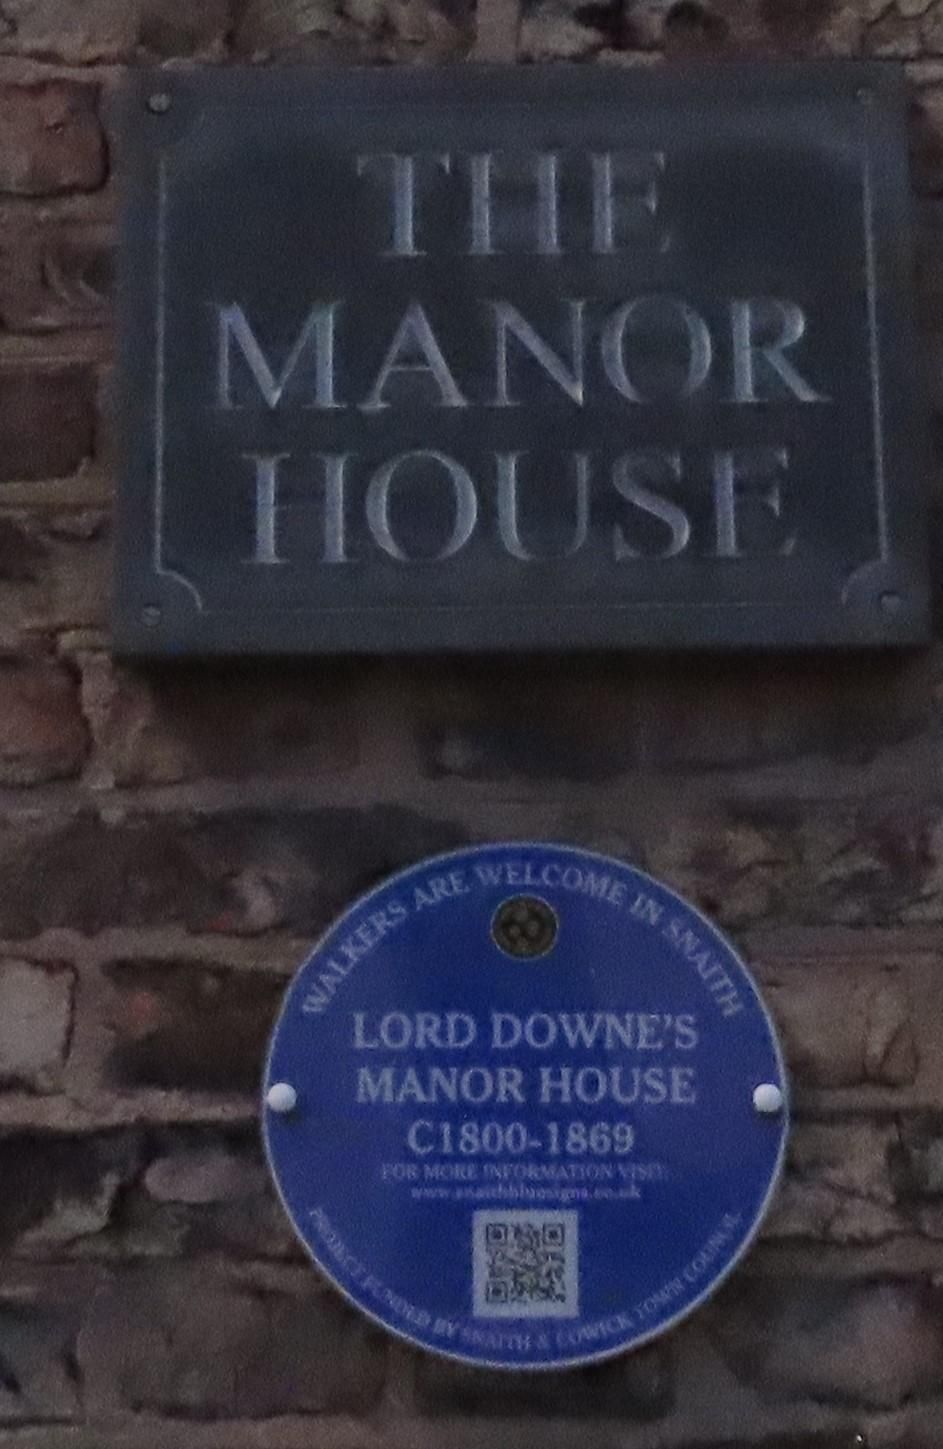 THE
MANOR
HOUSE
WALKERS ARE WELCOME IN SNAITH
LORD DOWNE'S
MANOR HOUSE
C1800-1869
FOR MORE INFORMATION VISIT:
www.snaithbluesigns.co.uk
PROJECT FUNDED BY SNAITH & COWICK TOWN COUNCIL